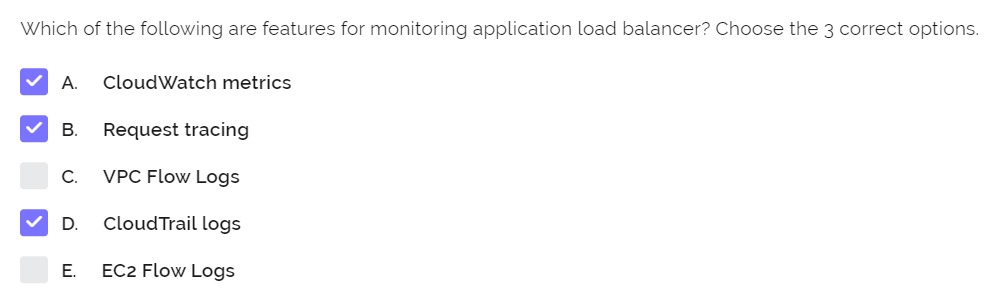 Which of the following are features for monitoring application load balancer? Choose the 3 correct options.
A. CloudWatch metrics
B. Request tracing
C. VPC Flow Logs
D. CloudTrail logs
E. EC2 Flow Logs